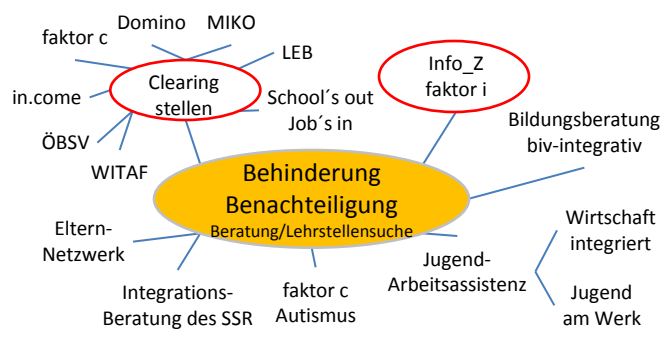 Domino
MIKO
faktor c
LEB
Clearing
stellen
in.come
School´s out
Job´s in
ÖBSV
WITAF
Info_Z
faktor i
Bildungsberatung
biv-integrativ
Behinderung
Benachteiligung
Beratung/Lehrstellensuche
Eltern-
Netzwerk
Integrations-
Beratung des SSR
faktor c
Autismus
Jugend-
Arbeitsassistenz
Wirtschaft
integriert
Jugend
am Werk